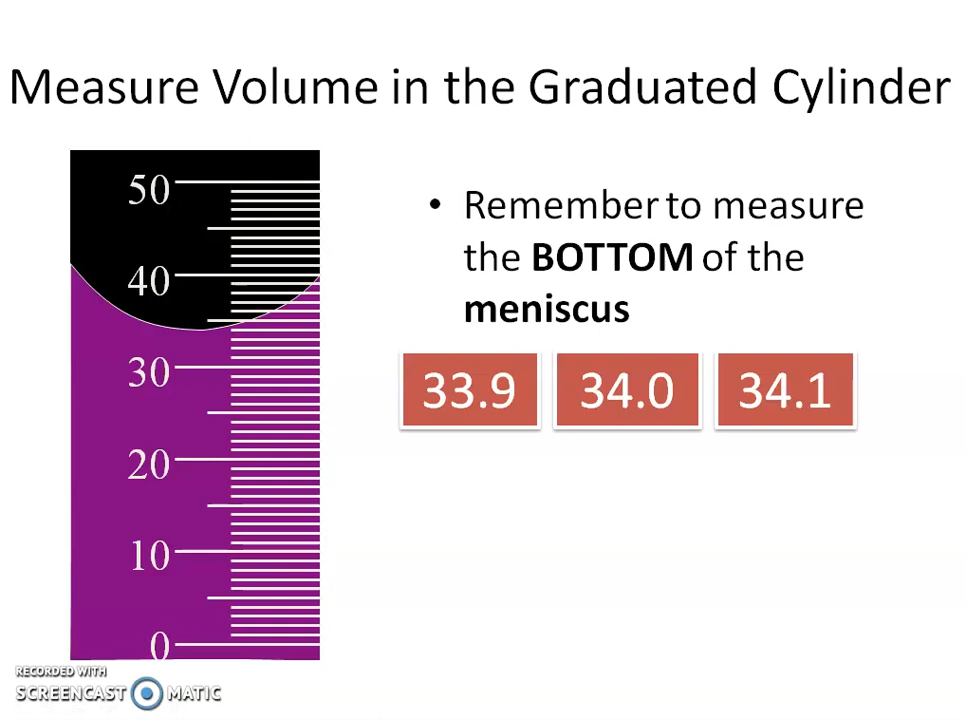 Measure Volume in the Graduated Cylinder
50
40
30
20
10
0
• Remember to measure
the BOTTOM of the
meniscus
33.9 34.0 34.1
RECORDED WITH
SCREENCAST MATIC